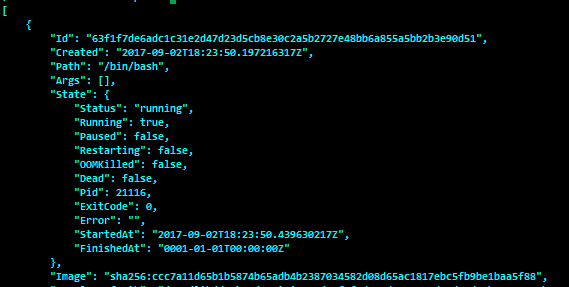 [
    {
        "Id": "63f1f7de6adc1c31e2d47d23d5cb8e30c2a5b2727e48bb6a855a5bb2b3e90d51",
        "Created": "2017-09-02T18:23:50.197216317Z",
        "Path": "/bin/bash",
        "Args": [],
        "State": {
            "Status": "running",
            "Running": true,
            "Paused": false,
            "Restarting": false,
            "OOMKilled": false,
            "Dead": false,
            "Pid": 21116,
            "ExitCode": 0,
            "Error": "",
            "StartedAt": "2017-09-02T18:23:50.439630217Z",
            "FinishedAt": "0001-01-01T00:00:00Z"
        },
        "Image": "sha256:ccc7a11d65b1b5874b65adb4b2387034582d08d65ac1817ebc5fb9be1baa5f88",